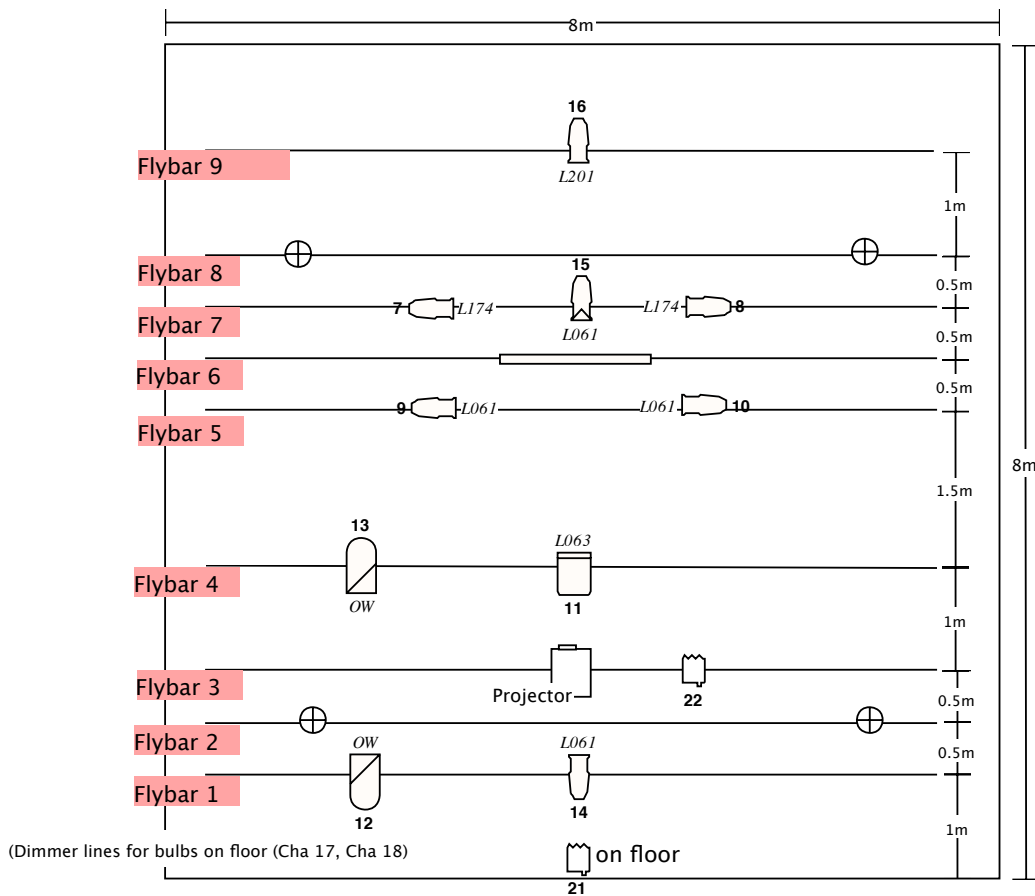 8m
16
Flybar 9
L201
1m
Flybar 8
15
0.5m
7 L174 L174 8
Flybar 7
L061
0.5m
Flybar 6
0.5m
9 L061 L061 10
Flybar 5
8m
1.5m
13
L063
Flybar 4
OW
11
1m
Flybar 3
Projector
22
0.5m
Flybar 2
OW
L061
0.5m
Flybar 1
14
12
1m
(Dimmer lines for bulbs on floor (Cha 17, Cha 18)
on floor
21